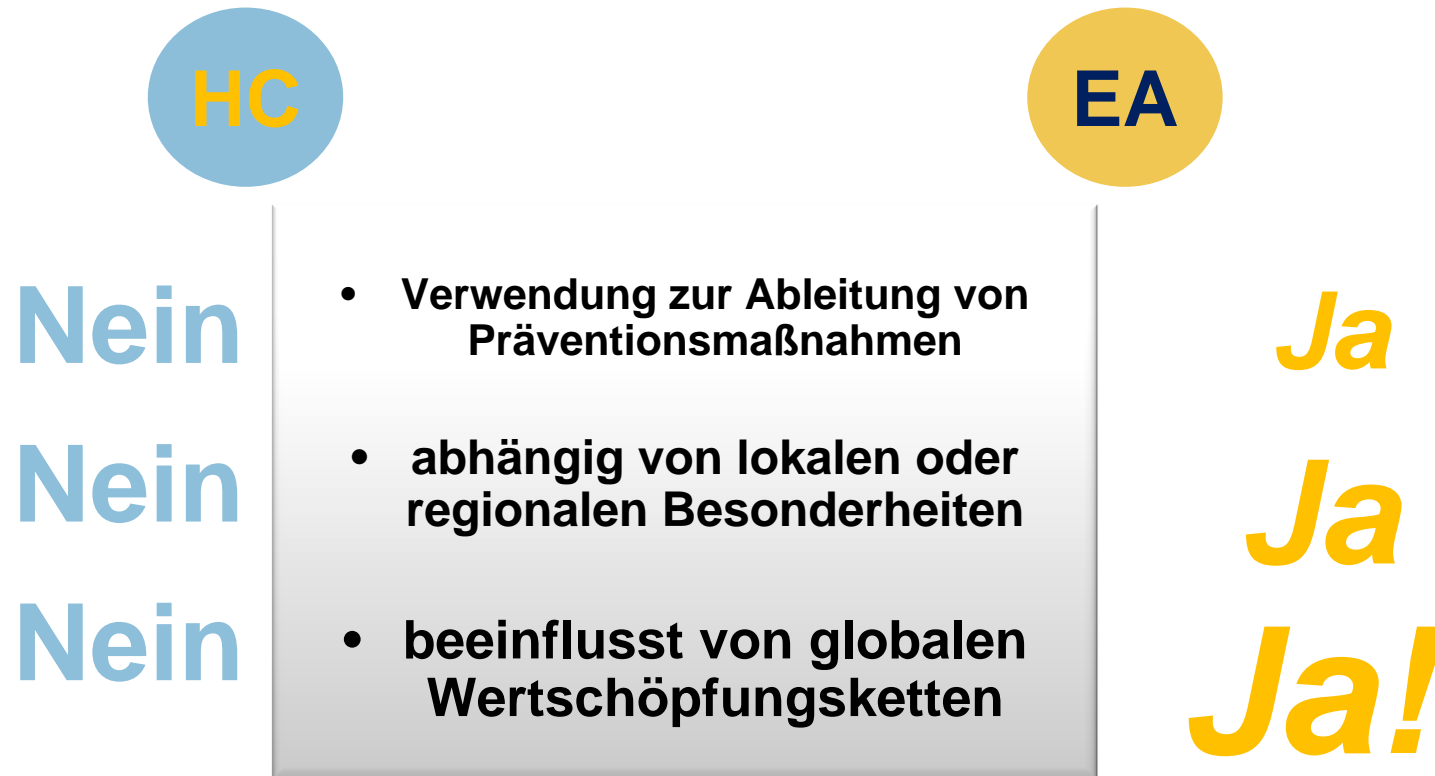 HC
EA
Nein
• Verwendung zur Ableitung von
Präventionsmaßnahmen
Ja
Nein
• abhängig von lokalen oder
regionalen Besonderheiten
Ja
Nein
• beeinflusst von globalen
Wertschöpfungsketten
Ja!